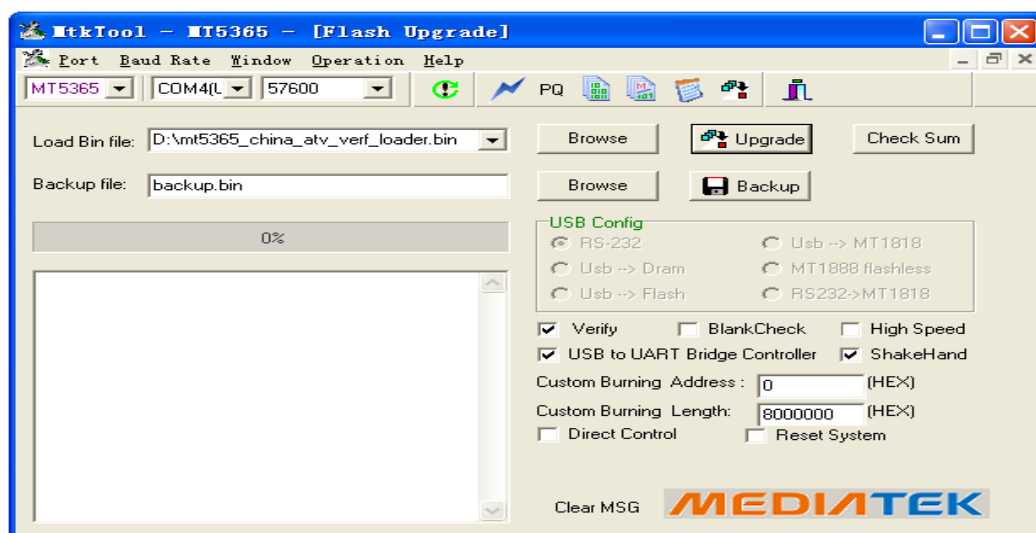 MtkTool - MT5365 - [Flash Upgrade]
Port Baud Rate Window Operation Help
MT5365 COM4(U 57600 PQ
Load Bin file: D:\mt5365_china_atv_verf_loader.bin Browse Upgrade Check Sum
Backup file: backup.bin Browse Backup
0%
USB Config
RS-232 Usb --> MT1818
Usb --> Dram MT1888 flashless
Usb --> Flash RS232->MT1818
Verify BlankCheck High Speed
USB to UART Bridge Controller ShakeHand
Custom Burning Address : 0 (HEX)
Custom Burning Length: 8000000 (HEX)
Direct Control Reset System
Clear MSG MEDIATEK